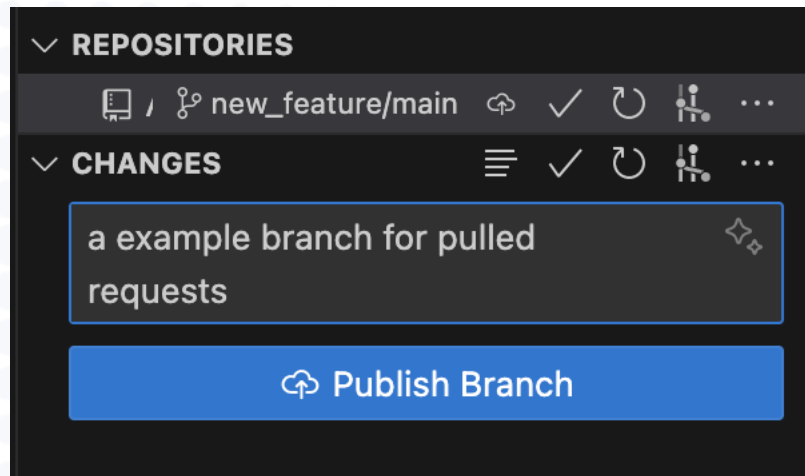 REPOSITORIES
new_feature/main
CHANGES
a example branch for pulled
requests
Publish Branch